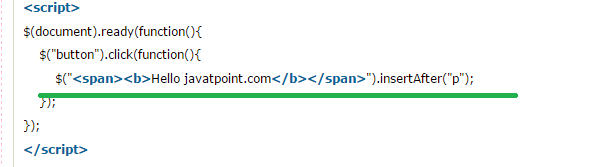 <script>
$(document).ready(function(){
$("button").click(function(){
$("<span><b>Hello javatpoint.com</b></span>").insertAfter("p");
});
});
</script>